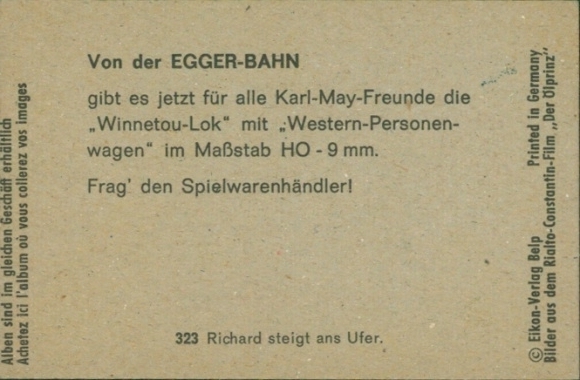 Von der EGGER-BAHN
gibt es jetzt für alle Karl-May-Freunde die
„Winnetou-Lok“ mit „Western-Personen-
wagen“ im Maßstab HO - 9 mm.
Frag' den Spielwarenhändler!
323 Richard steigt ans Ufer.
Alben sind im gleichen Geschäft erhältlich
Achetez ici l'album où vous collerez vos images
© Eikon-Verlag Belp Printed in Germany
Bilder aus dem Rialto-Constantin-Film „Der Ölprinz“